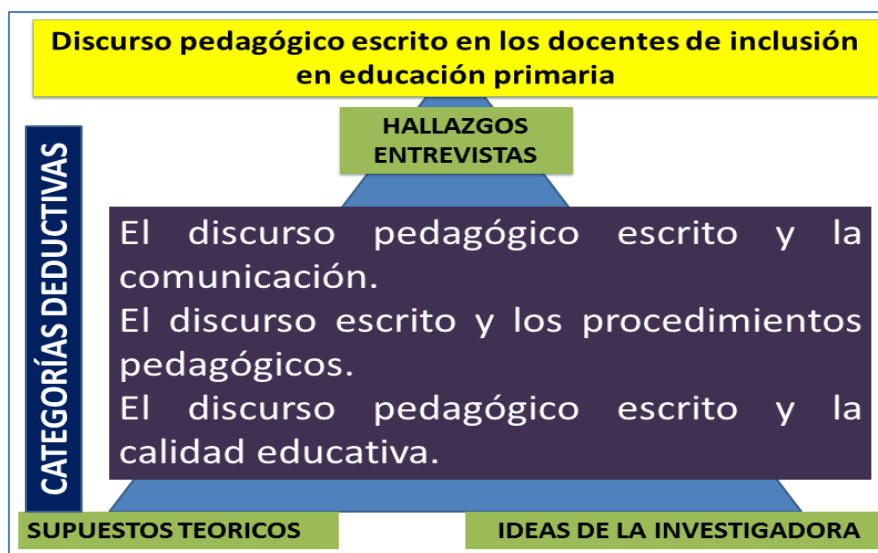 Discurso pedagógico escrito en los docentes de inclusión
en educación primaria
HALLAZGOS
ENTREVISTAS
CATEGORÍAS DEDUCTIVAS
El discurso pedagógico escrito y la
comunicación.
El discurso escrito y los procedimientos
pedagógicos.
El discurso pedagógico escrito y la
calidad educativa.
SUPUESTOS TEORICOS
IDEAS DE LA INVESTIGADORA